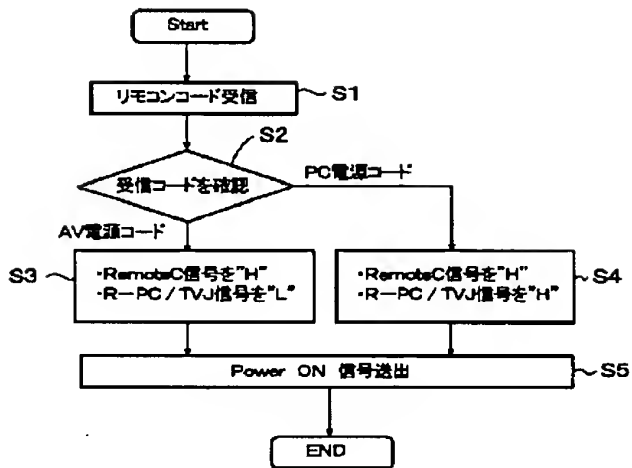 Start
リモコンコード受信
S1
S2
受信コードを確認
PC電源コード
AV電源コード
S3
・RemoteC信号を"H"
・R－PC/TVJ信号を"L"
・RemoteC信号を"H"
・R－PC/TVJ信号を"H"
S4
Power ON 信号送出
S5
END